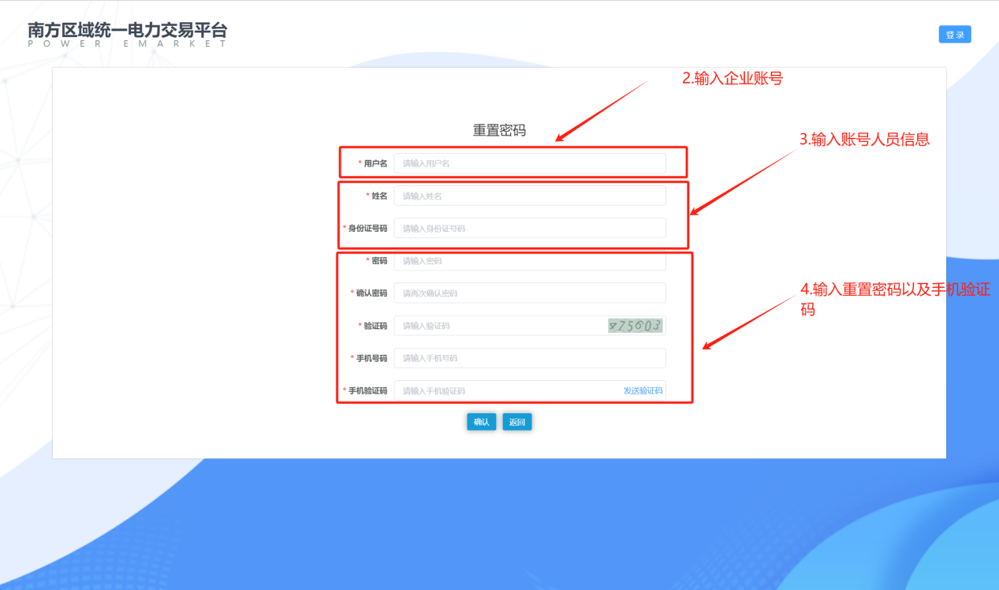 南方区域统一电力交易平台
POWER EMARKET
登录
2.输入企业账号
重置密码
3.输入账号人员信息
* 用户名 请输入用户名
* 姓名 请输入姓名
* 身份证号码 请输入身份证号码
* 密码 请输入密码
4.输入重置密码以及手机验证
码
* 确认密码 请再次确认密码
* 验证码 请输入验证码 475603
* 手机号码 请输入手机号码
* 手机验证码 请输入手机验证码 发送验证码
确认 返回